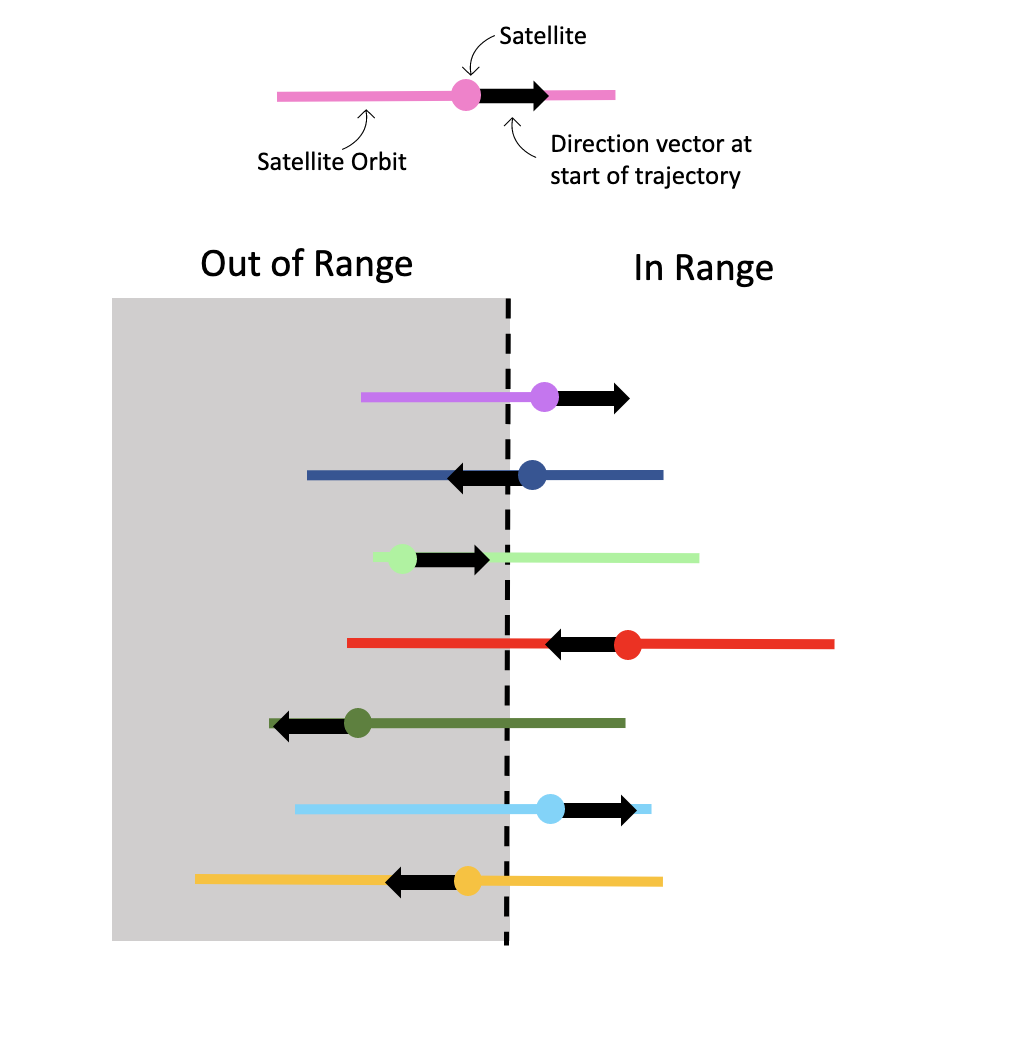 Satellite
Satellite Orbit
Direction vector at
start of trajectory
Out of Range
In Range